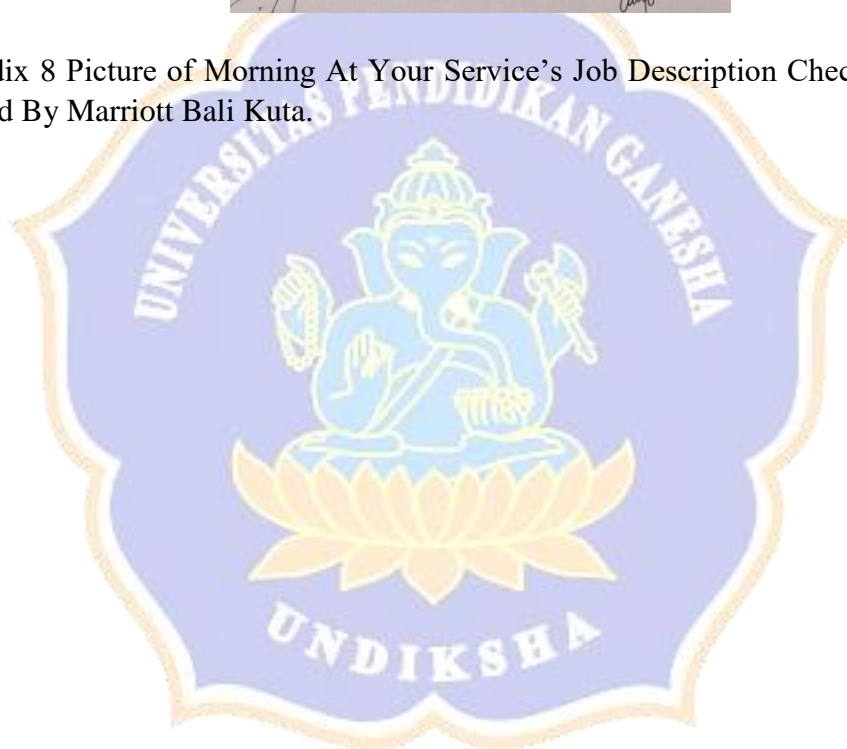 dix 8 Picture of Morning At Your Service’s Job Description Chec
d By Marriott Bali Kuta.
UNIVERSITAS PENDIDIKAN GANESHA
UNDIKSHA